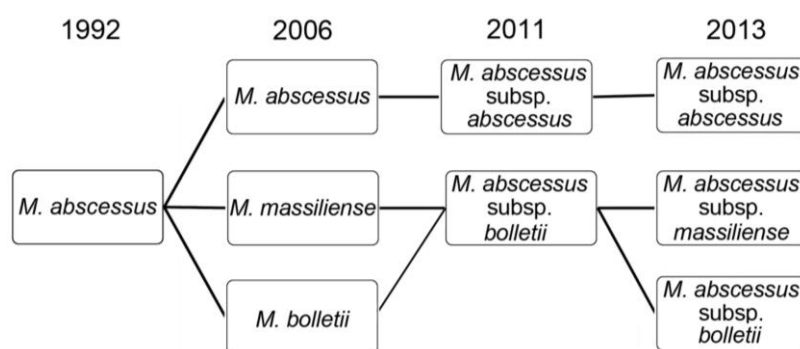 1992
2006
2011
2013
M. abscessus
M. abscessus
M. massiliense
M. bolletii
M. abscessus
subsp.
abscessus
M. abscessus
subsp.
bolletii
M. abscessus
subsp.
abscessus
M. abscessus
subsp.
massiliense
M. abscessus
subsp.
bolletii